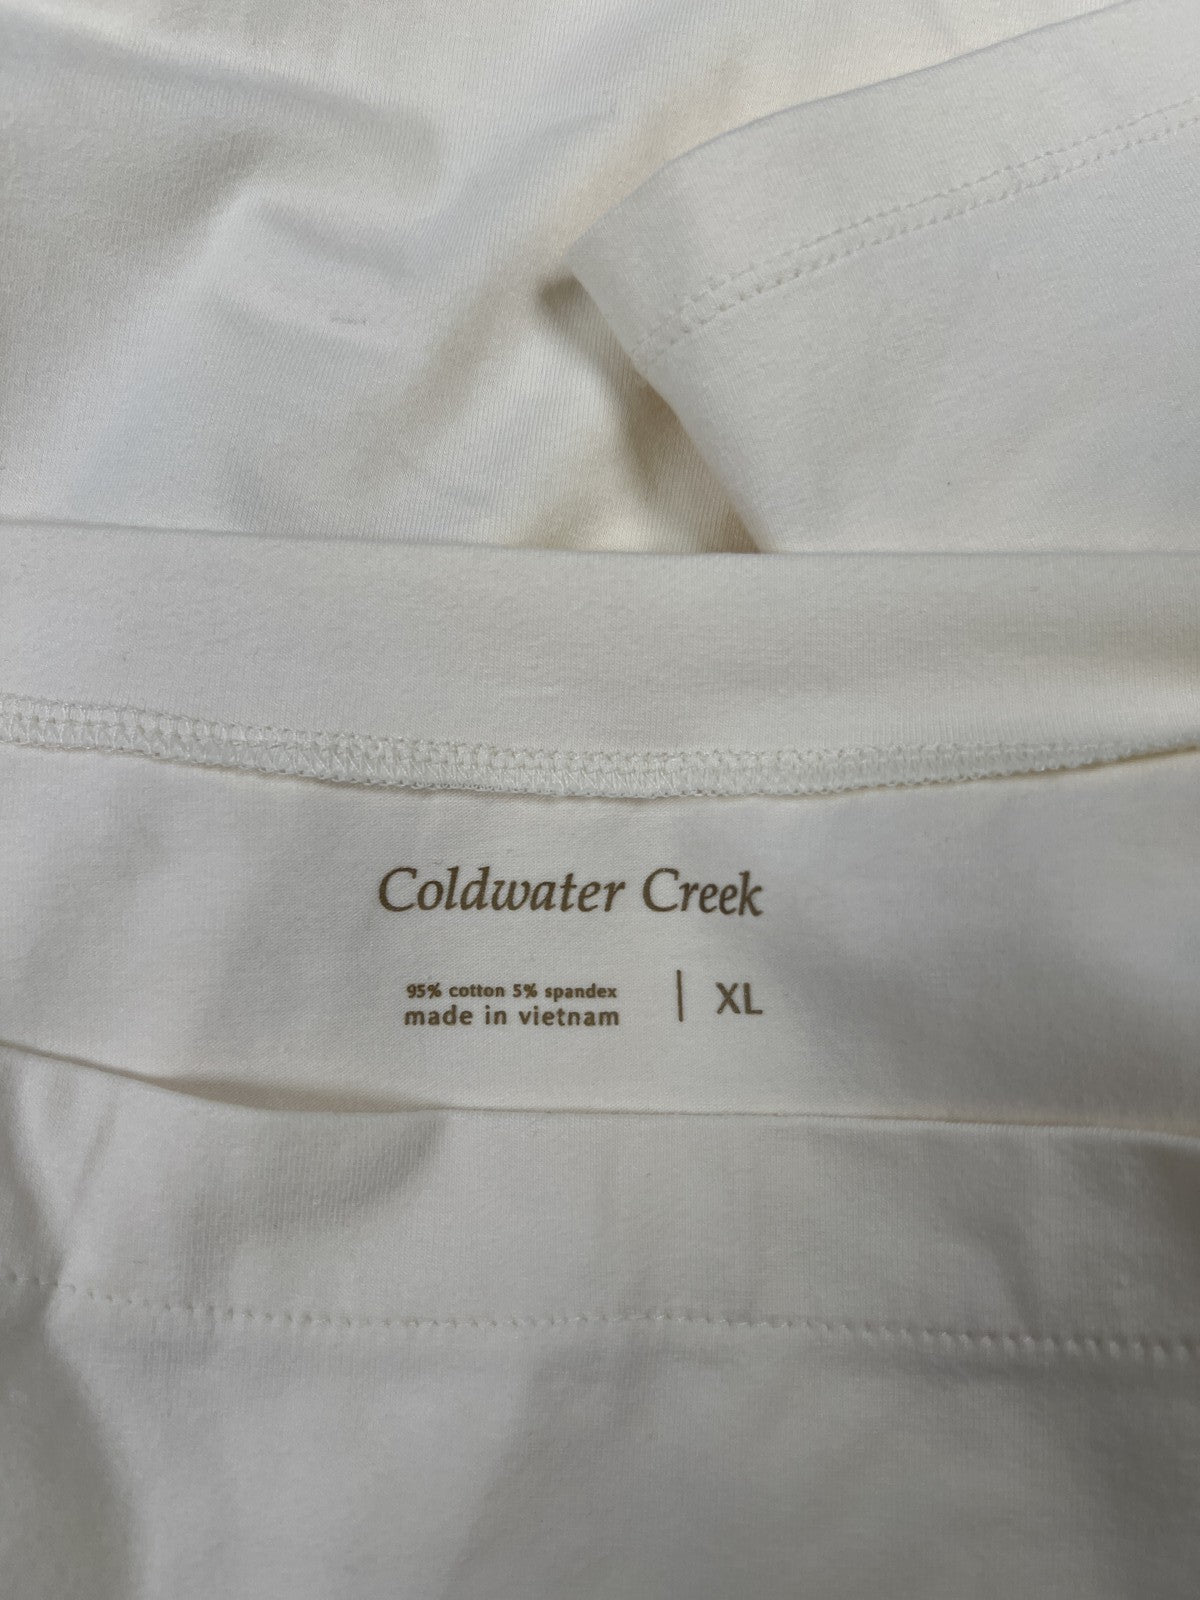 Coldwater Creek
95% cotton 5% spandex
made in vietnam
XL